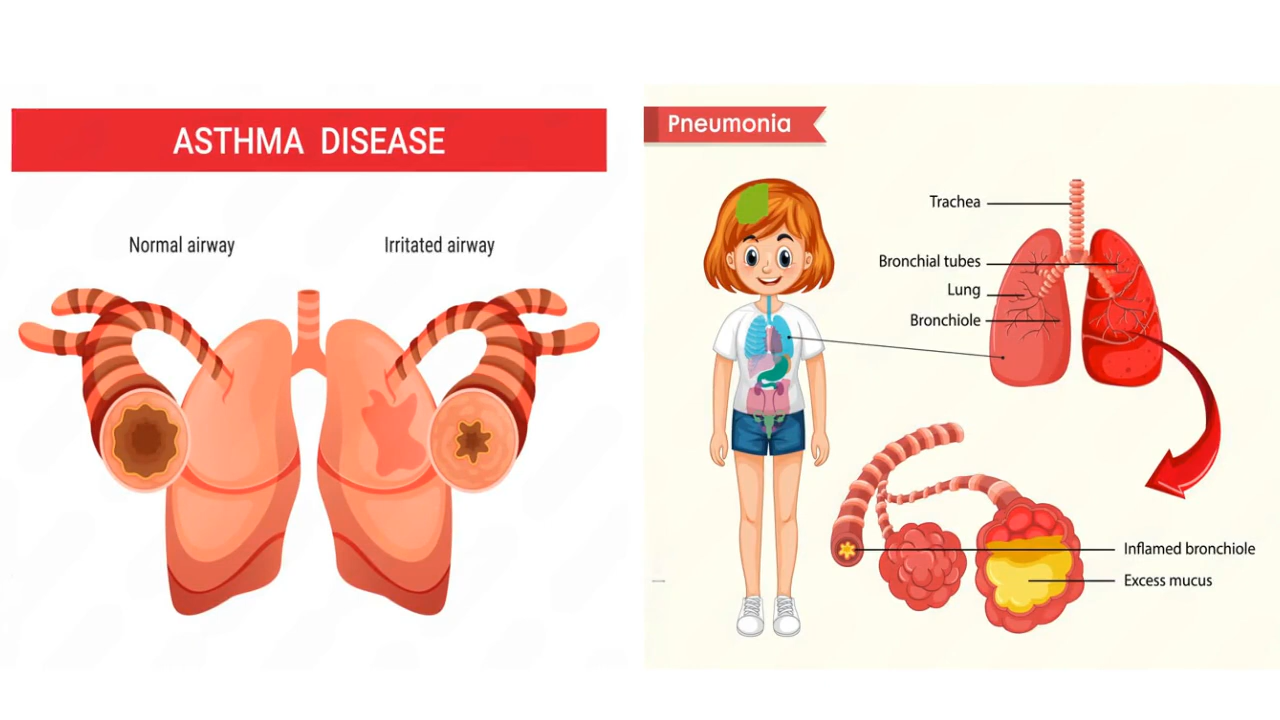 ASTHMA DISEASE
Normal airway
Irritated airway
Pneumonia
Trachea
Bronchial tubes
Lung
Bronchiole
Inflamed bronchiole
Excess mucus